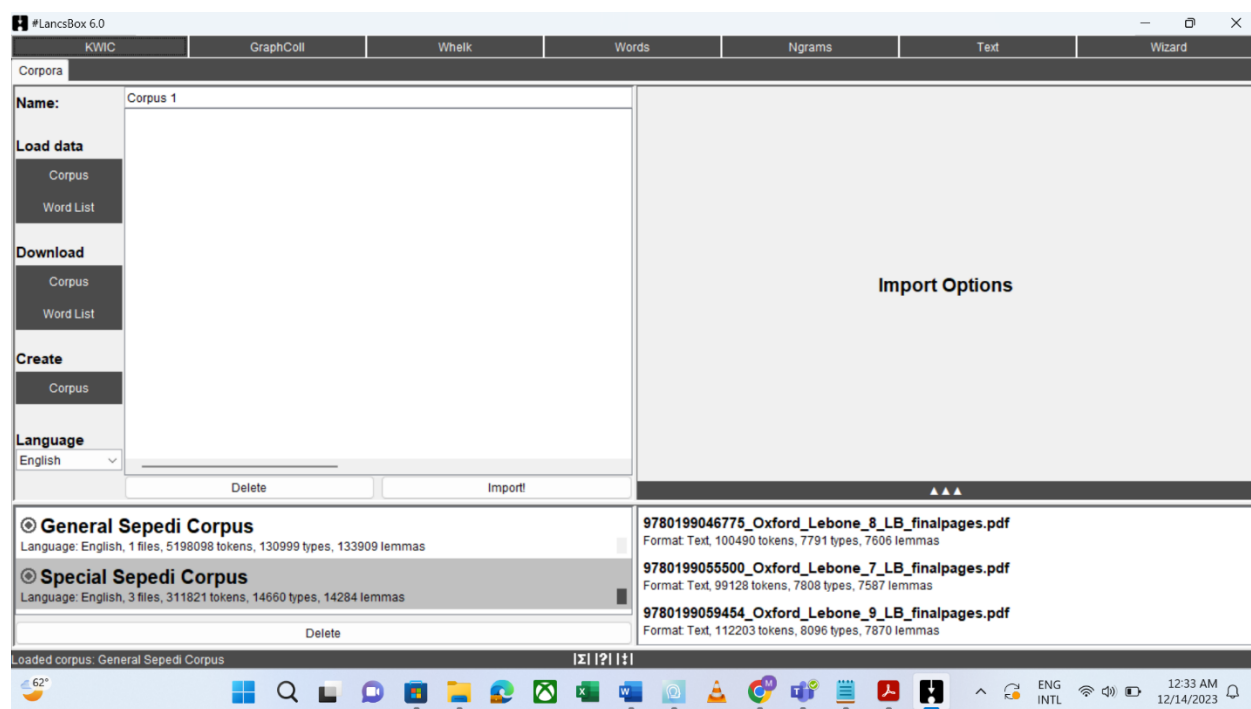 #LancsBox 6.0
KWIC GraphColl Whelk Words Ngrams Text Wizard
Corpora
Name: Corpus 1
Load data
Corpus
Word List
Download
Corpus
Word List
Import Options
Create
Corpus
Language
English
Delete Import!
▲▲▲
General Sepedi Corpus
Language: English, 1 files, 5198098 tokens, 130999 types, 133909 lemmas
Special Sepedi Corpus
Language: English, 3 files, 311821 tokens, 14660 types, 14284 lemmas
Delete
9780199046775_Oxford_Lebone_8_LB_finalpages.pdf
Format: Text, 100490 tokens, 7791 types, 7606 lemmas
9780199055500_Oxford_Lebone_7_LB_finalpages.pdf
Format: Text, 99128 tokens, 7808 types, 7587 lemmas
9780199059454_Oxford_Lebone_9_LB_finalpages.pdf
Format: Text, 112203 tokens, 8096 types, 7870 lemmas
Loaded corpus: General Sepedi Corpus |Σ| |?| |‡|
62°
ENG
INTL
12:33 AM
12/14/2023